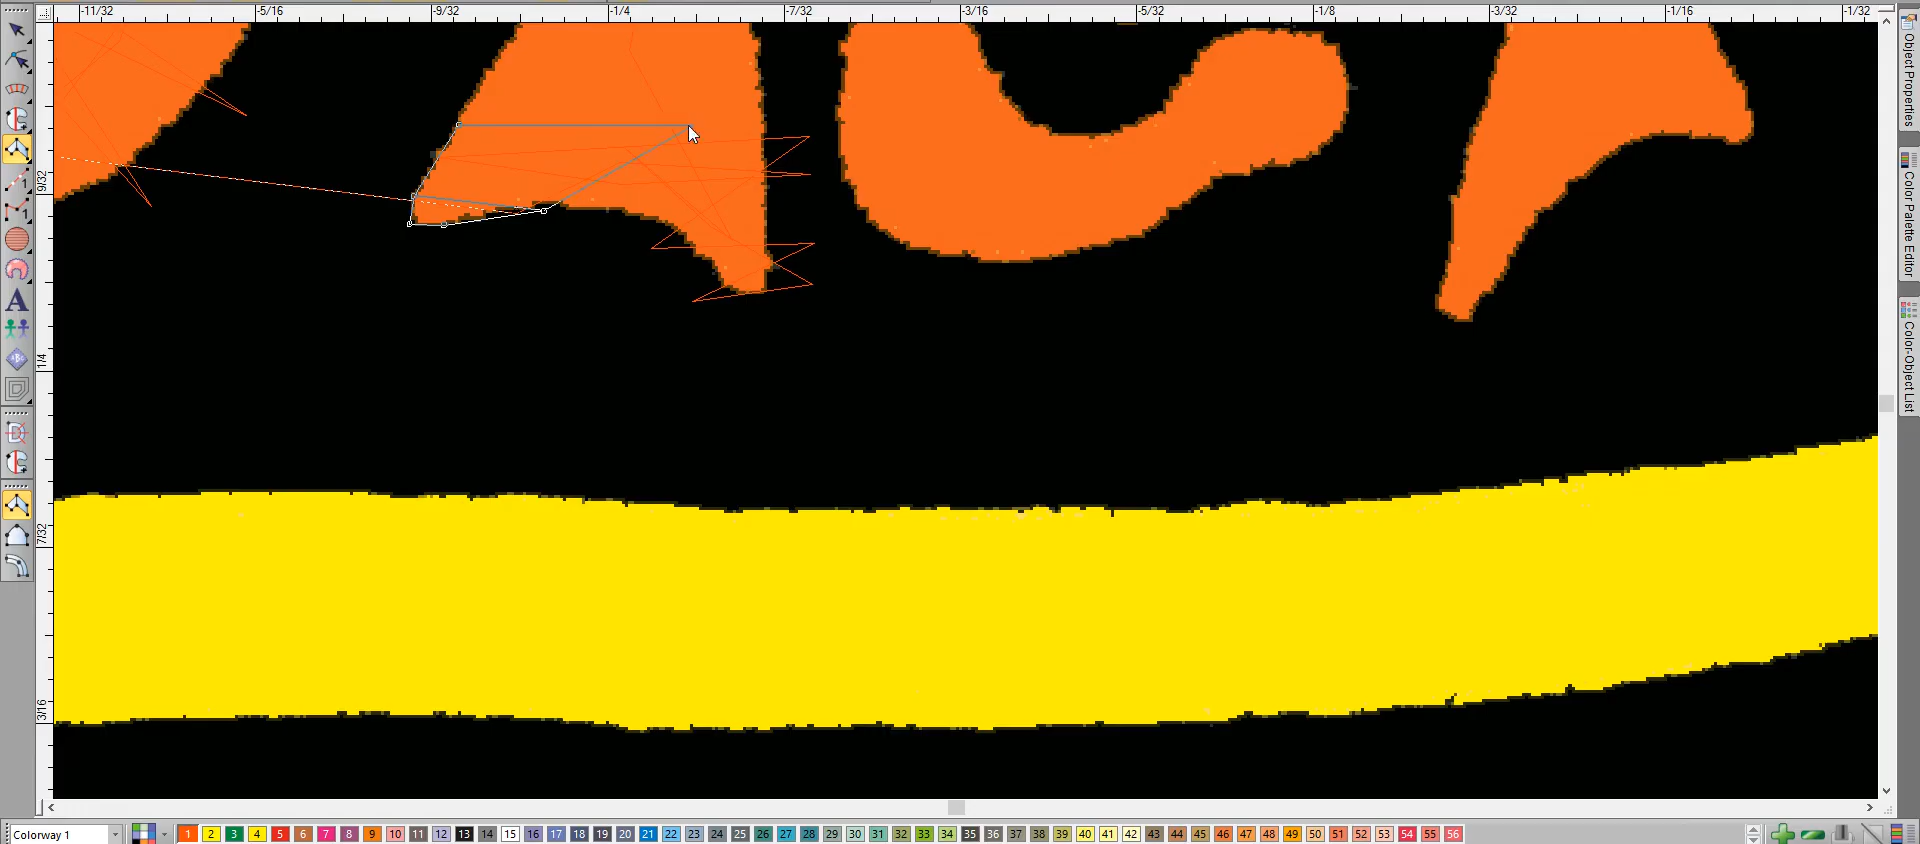 -11/32 -5/16 -9/32 -1/4 -7/32 -3/16 -5/32 -1/8 -3/32 -1/16 -1/32
9/32
1/4
7/32
3/16
1
1
A
ABC
Object Properties
Color Palette Editor
Color-Object List
Colorway 1
1 2 3 4 5 6 7 8 9 10 11 12 13 14 15 16 17 18 19 20 21 22 23 24 25 26 27 28 29 30 31 32 33 34 35 36 37 38 39 40 41 42 43 44 45 46 47 48 49 50 51 52 53 54 55 56